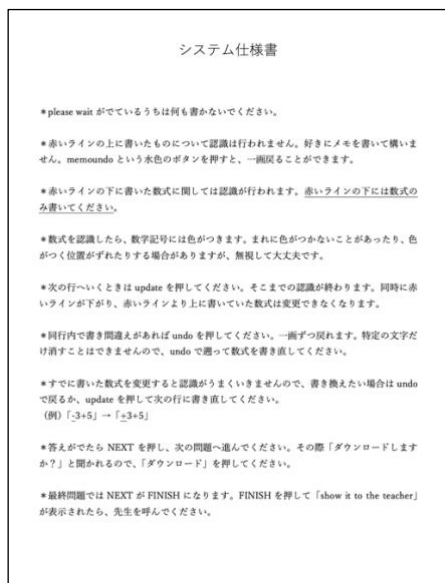 システム仕様書
＊please wait がでているうちは何も書かないでください。
＊赤いラインの上に書いたものについて認識は行われません。好きにメモを書いて構いま
せん。memoundo という水色のボタンを押すと、一画戻ることができます。
＊赤いラインの下に書いた数式に関しては認識が行われます。赤いラインの下には数式の
み書いてください。
＊数式を認識したら、数字記号には色がつきます。まれに色がつかないことがあったり、色
がつく位置がずれたりする場合がありますが、無視して大丈夫です。
＊次の行へいくときは update を押してください。そこまでの認識が終わります。同時に赤
いラインが下がり、赤いラインより上に書いていた数式は変更できなくなります。
＊同行内で書き間違えがあれば undo を押してください。一画ずつ戻れます。特定の文字だ
け消すことはできませんので、undo で遡って数式を書き直してください。
＊すでに書いた数式を変更すると認識がうまくいきませんので、書き換えたい場合は undo
で戻るか、update を押して次の行に書き直してください。
（例）「-3+5」→「+3+5」
＊答えがでたら NEXT を押し、次の問題へ進んでください。その際「ダウンロードします
か？」と聞かれるので、「ダウンロード」を押してください。
＊最終問題では NEXT が FINISH になります。FINISH を押して「show it to the teacher」
が表示されたら、先生を呼んでください。